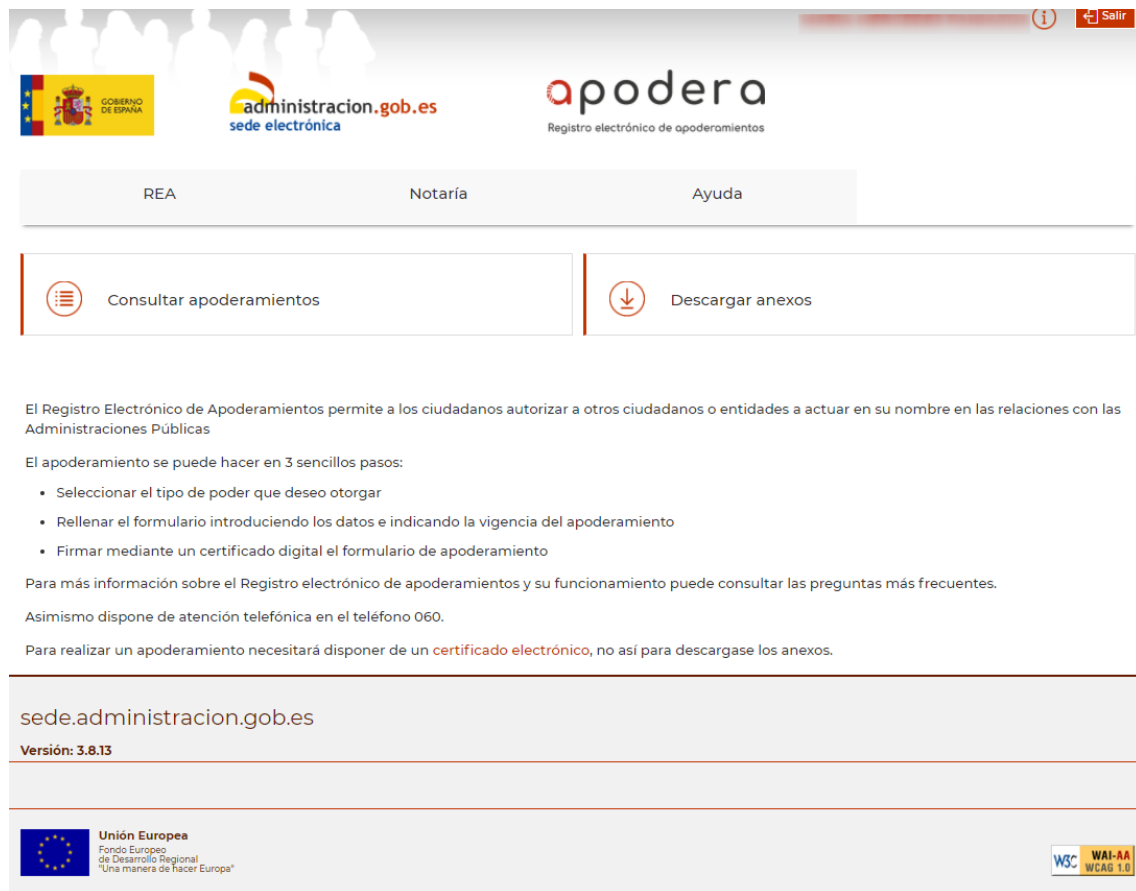 Salir
GOBIERNO
DE ESPAÑA
administracion.gob.es
sede electrónica
apodera
Registro electrónico de apoderamientos
REA
Notaría
Ayuda
Consultar apoderamientos
Descargar anexos
El Registro Electrónico de Apoderamientos permite a los ciudadanos autorizar a otros ciudadanos o entidades a actuar en su nombre en las relaciones con las
Administraciones Públicas
El apoderamiento se puede hacer en 3 sencillos pasos:
• Seleccionar el tipo de poder que deseo otorgar
• Rellenar el formulario introduciendo los datos e indicando la vigencia del apoderamiento
• Firmar mediante un certificado digital el formulario de apoderamiento
Para más información sobre el Registro electrónico de apoderamientos y su funcionamiento puede consultar las preguntas más frecuentes.
Asimismo dispone de atención telefónica en el teléfono 060.
Para realizar un apoderamiento necesitará disponer de un certificado electrónico, no así para descargase los anexos.
sede.administracion.gob.es
Versión: 3.8.13
Unión Europea
Fondo Europeo
de Desarrollo Regional
"Una manera de hacer Europa"
W3C WAI-AA
WCAG 1.0